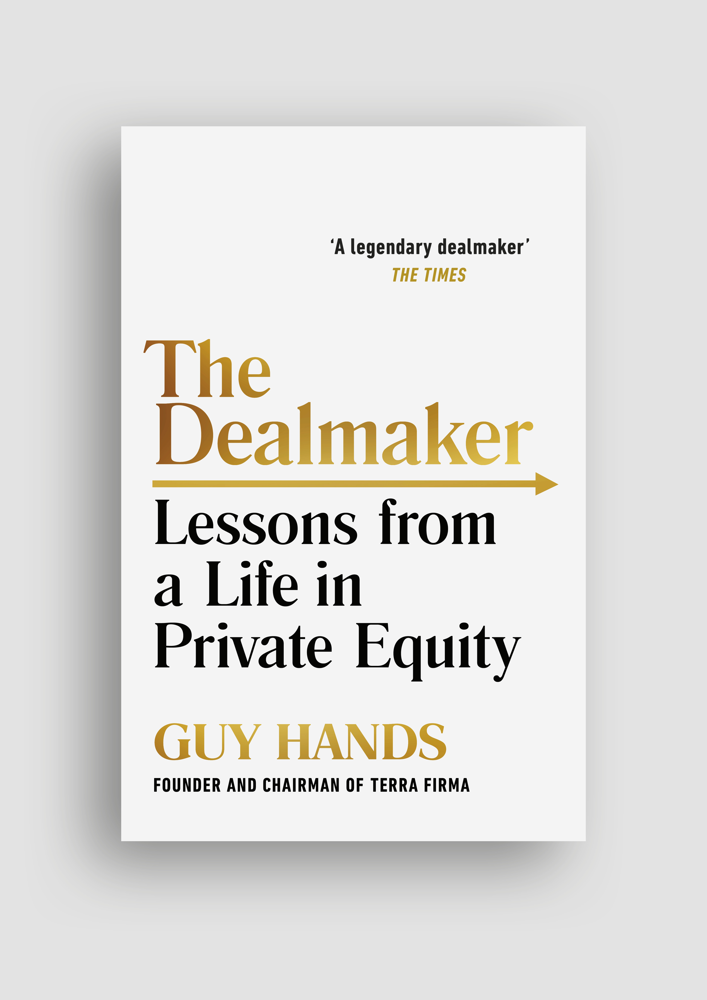 ‘A legendary dealmaker’
THE TIMES
The
Dealmaker
Lessons from
a Life in
Private Equity
GUY HANDS
FOUNDER AND CHAIRMAN OF TERRA FIRMA